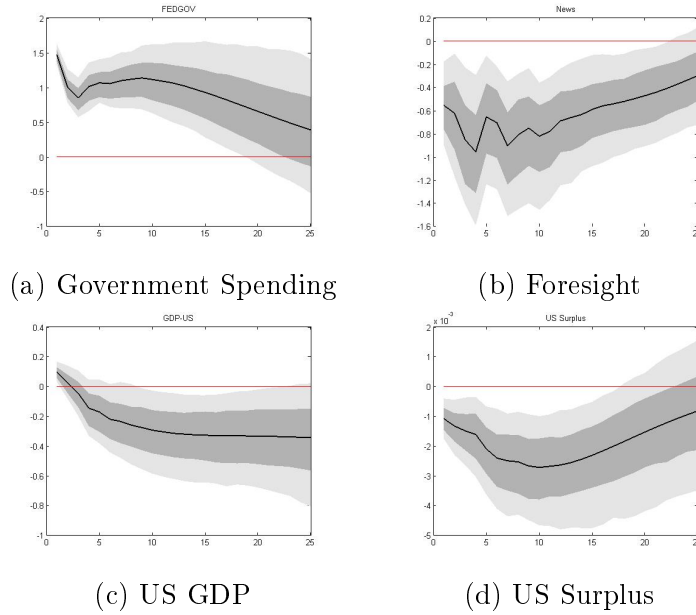 FEDGOV
2
1.5
1
0.5
0
0.5
-1
0 5 10 15 20 25
(a) Government Spending
News
0.2
0
-0.2
-0.4
-0.6
-0.8
-1
-1.2
-1.4
-1.6
0 5 10 15 20 25
(b) Foresight
GDP-US
0.4
0.2
0
-0.2
-0.4
-0.6
-0.8
-1
0 5 10 15 20 25
(c) US GDP
US Surplus
x 10⁻³
2
1
0
-1
-2
-3
-4
-5
0 5 10 15 20 25
(d) US Surplus